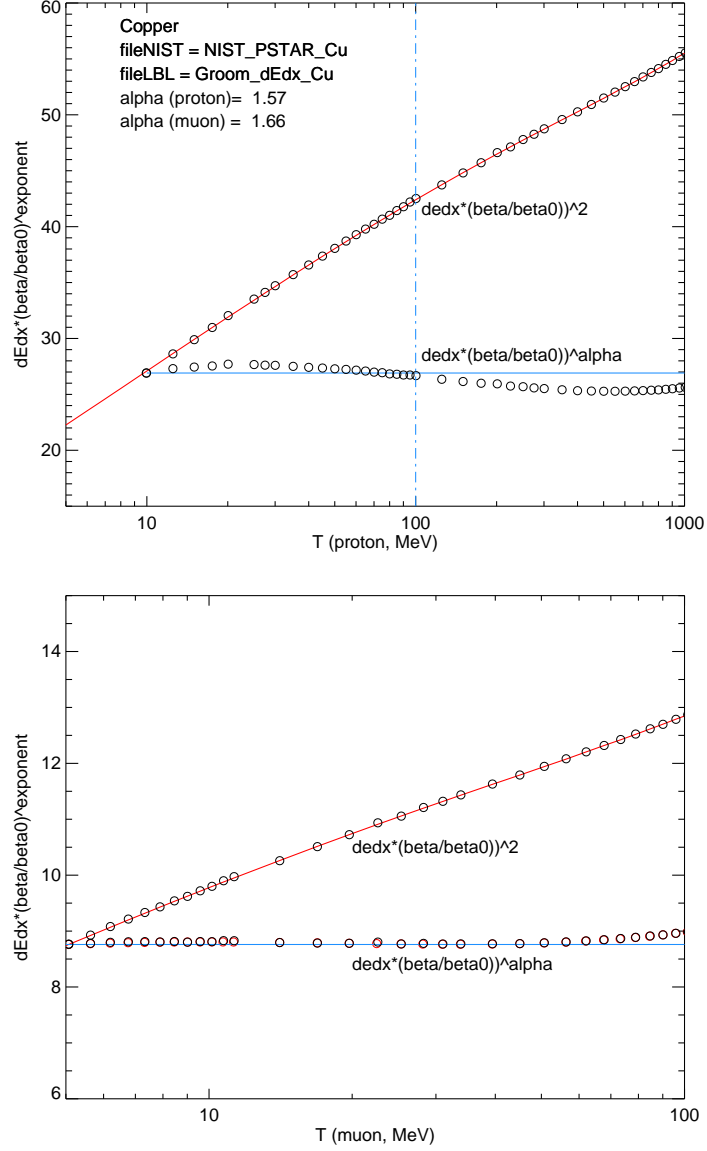 60
Copper
fileNIST = NIST_PSTAR_Cu
fileLBL = Groom_dEdx_Cu
alpha (proton)= 1.57
alpha (muon) = 1.66
50
40
30
20
dEdx*(beta/beta0)^exponent
dedx*(beta/beta0))^2
dedx*(beta/beta0))^alpha
10
100
1000
T (proton, MeV)
14
12
10
8
6
dEdx*(beta/beta0)^exponent
dedx*(beta/beta0))^2
dedx*(beta/beta0))^alpha
10
100
T (muon, MeV)